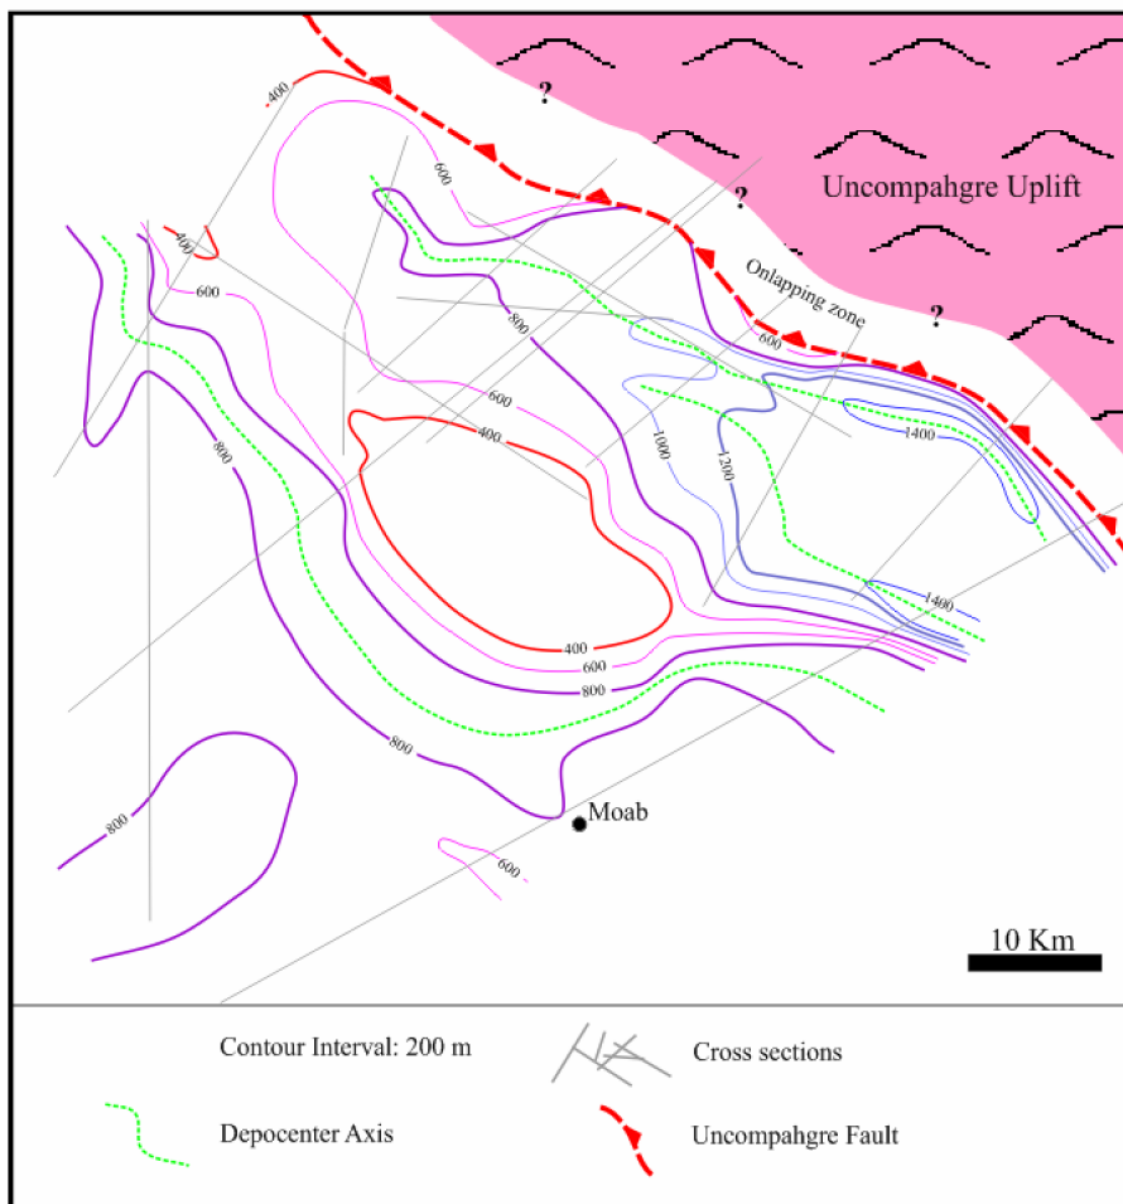 400
?
600
Uncompahgre Uplift
?
400
600
Onlapping zone
?
800
600
600
400
1400
1000
1200
800
1400
400
600
800
800
Moab
800
600
10 Km
Contour Interval: 200 m
Cross sections
Depocenter Axis
Uncompahgre Fault